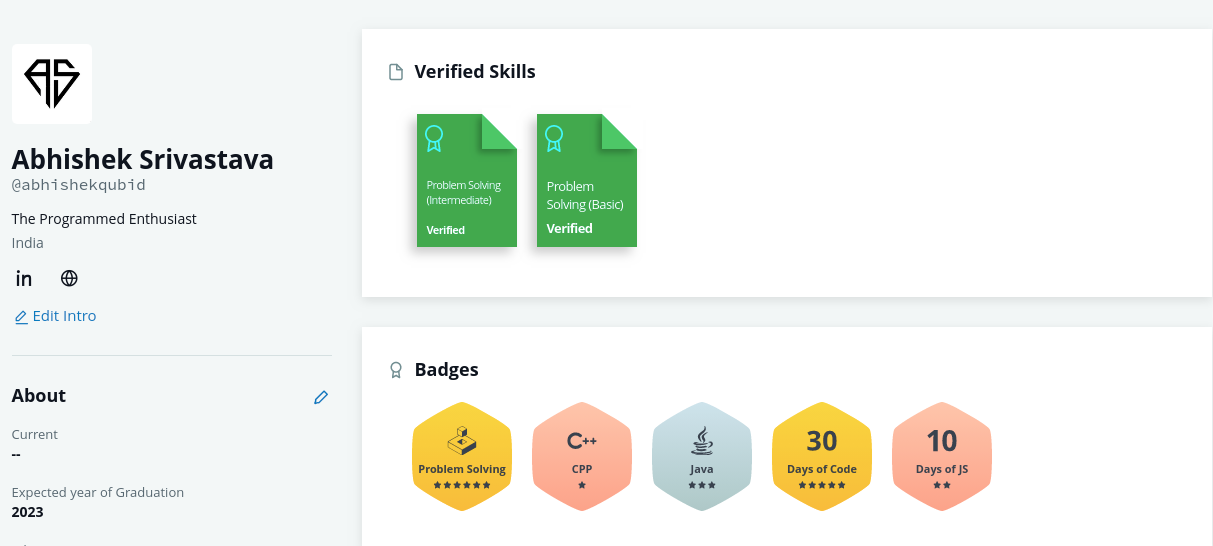 Abhishek Srivastava
@abhishekqubid
The Programmed Enthusiast
India
in
Edit Intro
About
Current
--
Expected year of Graduation
2023
Verified Skills
Problem Solving
(Intermediate)
Verified
Problem
Solving (Basic)
Verified
Badges
Problem Solving
C++
CPP
Java
30
Days of Code
10
Days of JS